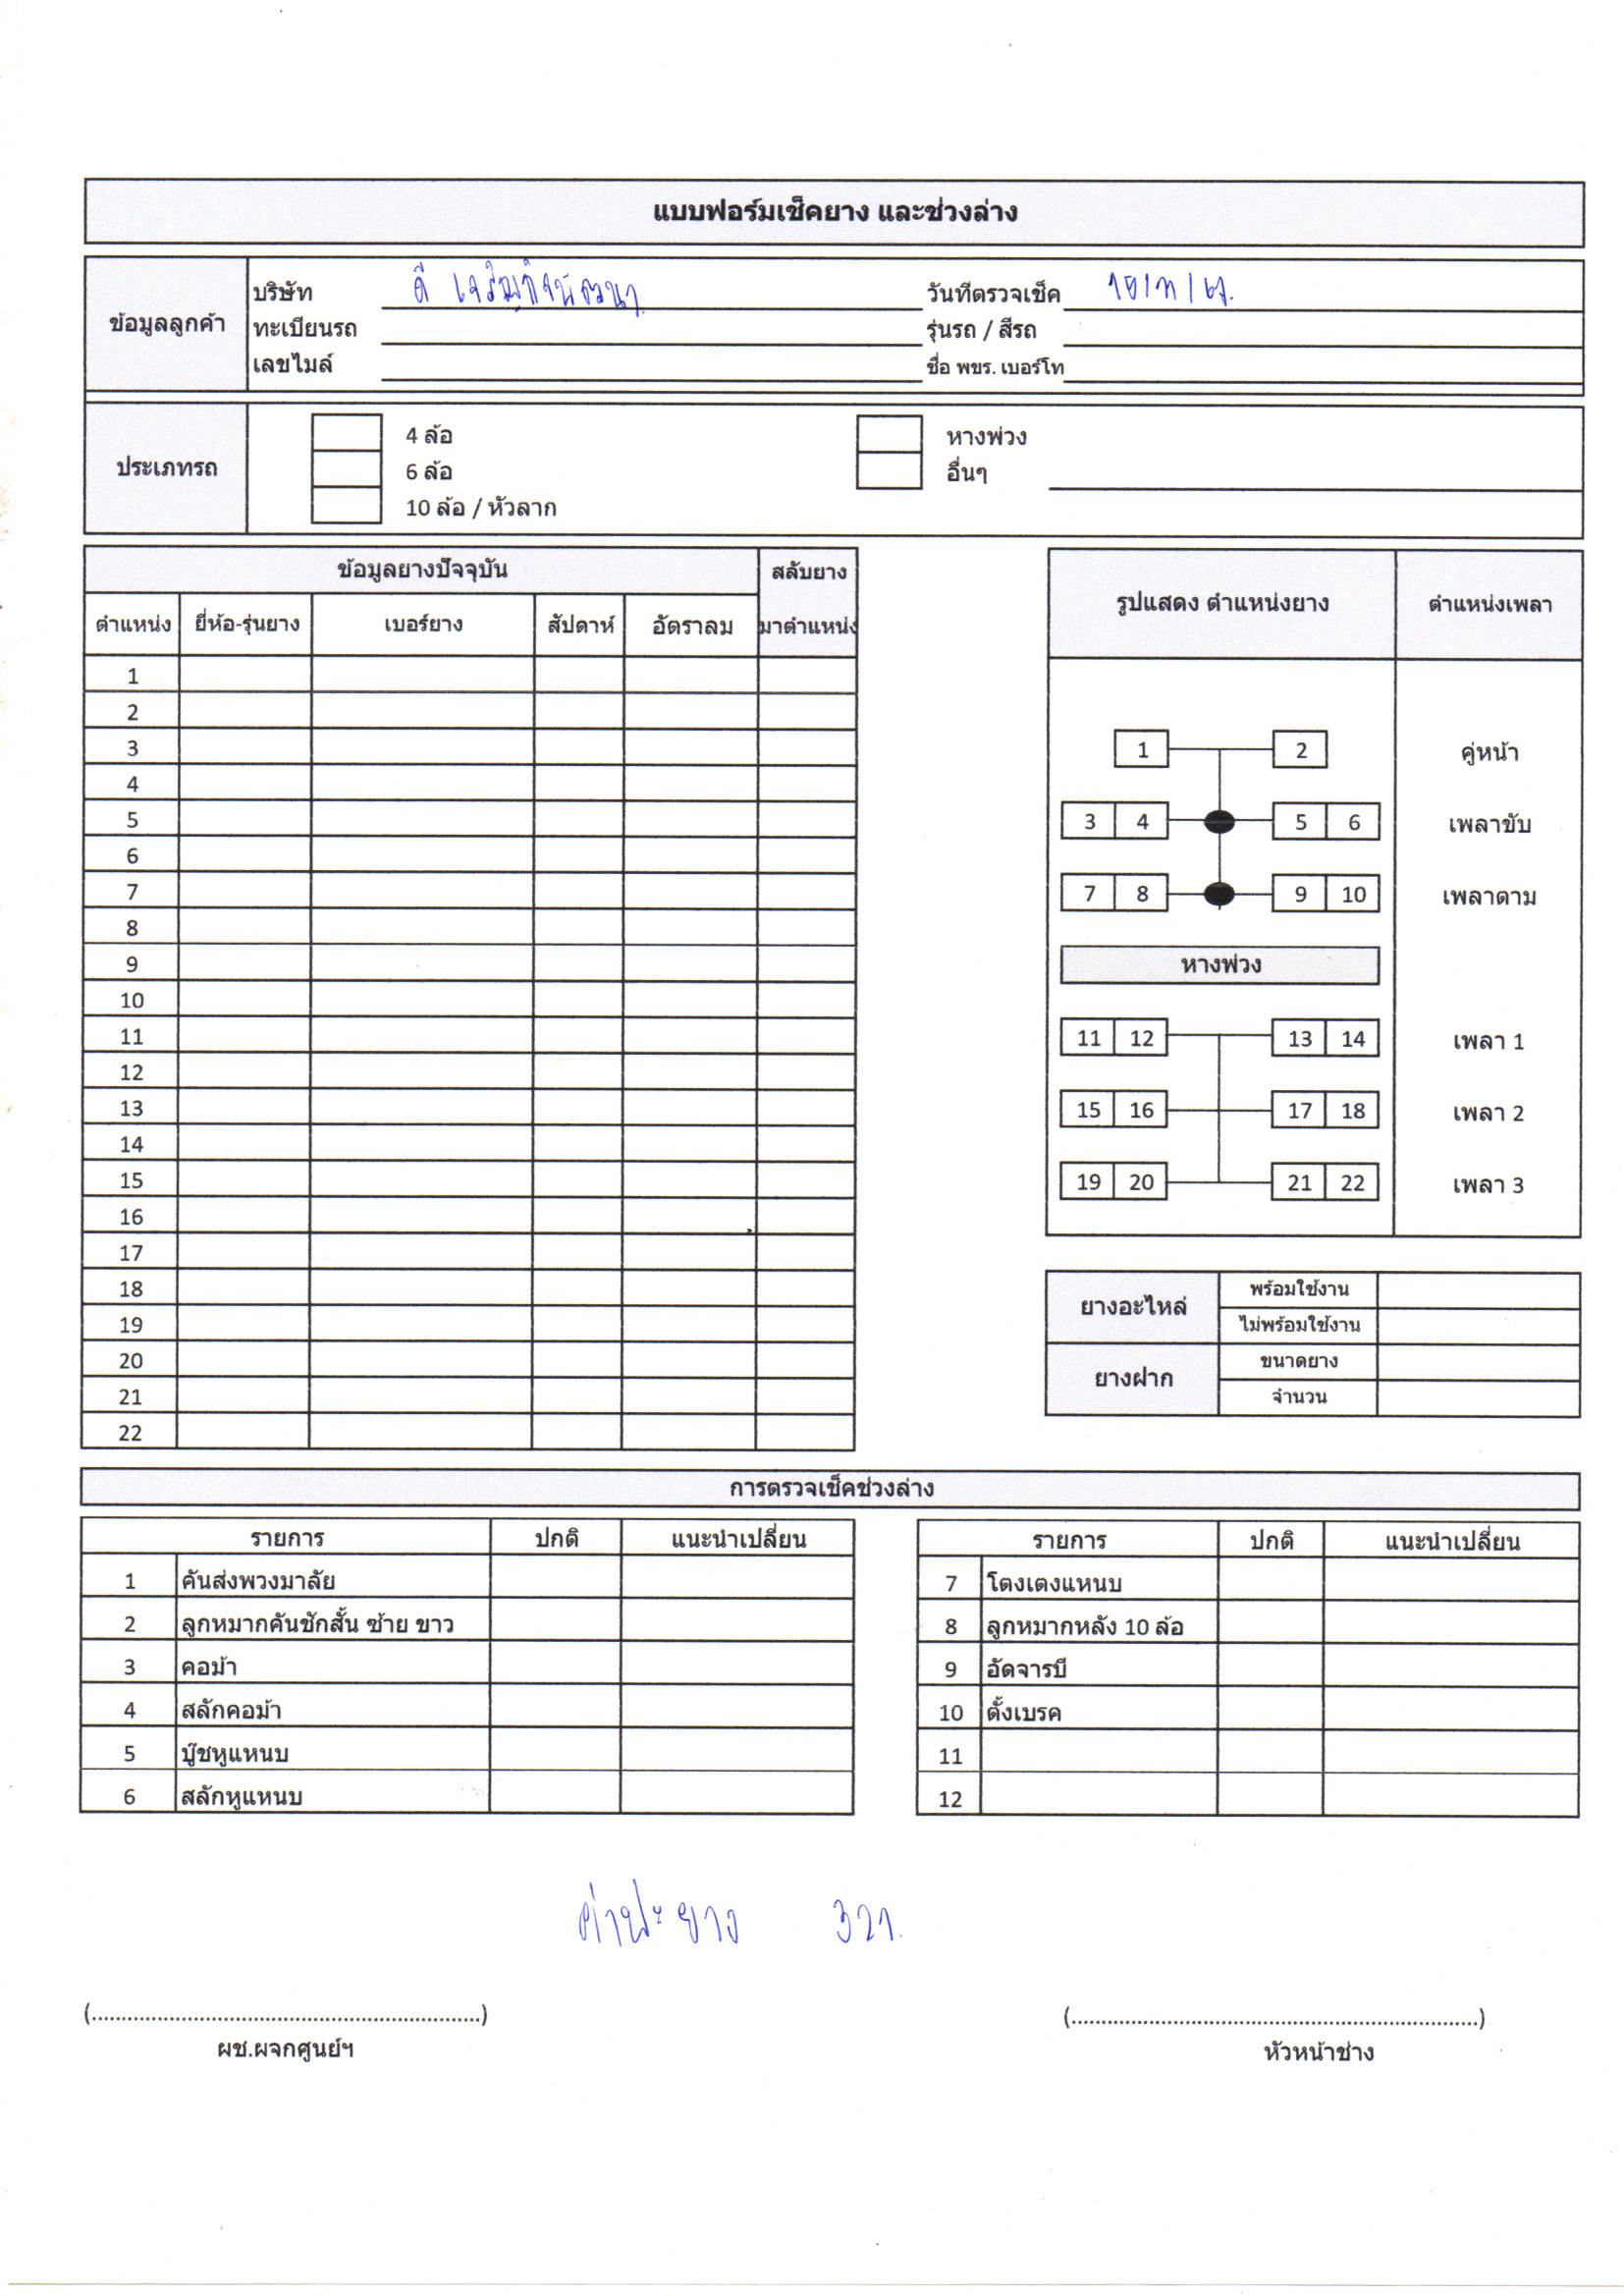 แบบฟอร์มเช็คยาง และช่วงล่าง
ข้อมูลลูกค้า
บริษัท ดี เจริญกิจพัฒนา วันที่ตรวจเช็ค
ทะเบียนรถ รุ่นรถ / สีรถ
เลขไมล์ ชื่อ พขร. เบอร์โท
ประเภทรถ
4 ล้อ หางพ่วง
6 ล้อ อื่นๆ
10 ล้อ / หัวลาก
ข้อมูลยางปัจจุบัน สลับยาง
ตำแหน่ง ยี่ห้อ-รุ่นยาง เบอร์ยาง สัปดาห์ อัตราลม มาตำแหน่ง
1
2
3
4
5
6
7
8
9
10
11
12
13
14
15
16
17
18
19
20
21
22
รูปแสดง ตำแหน่งยาง ตำแหน่งเพลา
1 2 คู่หน้า
3 4 5 6 เพลาขับ
7 8 9 10 เพลาตาม
หางพ่วง
11 12 13 14 เพลา 1
15 16 17 18 เพลา 2
19 20 21 22 เพลา 3
ยางอะไหล่ พร้อมใช้งาน
ไม่พร้อมใช้งาน
ยางฝาก ขนาดยาง
จำนวน
การตรวจเช็คช่วงล่าง
รายการ ปกติ แนะนำเปลี่ยน
1 คันส่งพวงมาลัย
2 ลูกหมากคันชักสั้น ซ้าย ขาว
3 คอม้า
4 สลักคอม้า
5 บู๊ชหูแหนบ
6 สลักหูแหนบ
รายการ ปกติ แนะนำเปลี่ยน
7 โตงเตงแหนบ
8 ลูกหมากหลัง 10 ล้อ
9 อัดจารบี
10 ตั้งเบรค
11
12
ค่าปะยาง
(..................................................................) (.....................................................................)
ผช.ผจกศูนย์ฯ หัวหน้าช่าง